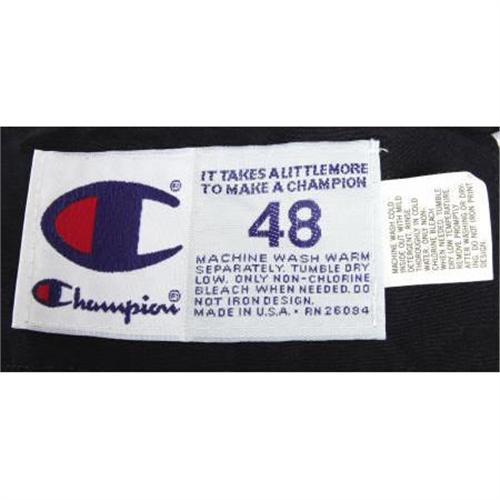 Champion®
IT TAKES A LITTLE MORE
TO MAKE A CHAMPION®
48
MACHINE WASH WARM
SEPARATELY. TUMBLE DRY
LOW. ONLY NON-CHLORINE
BLEACH WHEN NEEDED. DO
NOT IRON DESIGN.
MADE IN U.S.A. • RN 26094
MACHINE WASH COLD
INSIDE OUT WITH MILD
DETERGENT. RINSE
THOROUGHLY IN COLD
WATER. ONLY NON-
CHLORINE BLEACH
WHEN NEEDED. TUMBLE
DRY LOW TEMPERATURE.
REMOVE PROMPTLY
AFTER WASHING OR DRY-
ING. DO NOT IRON PRINT.